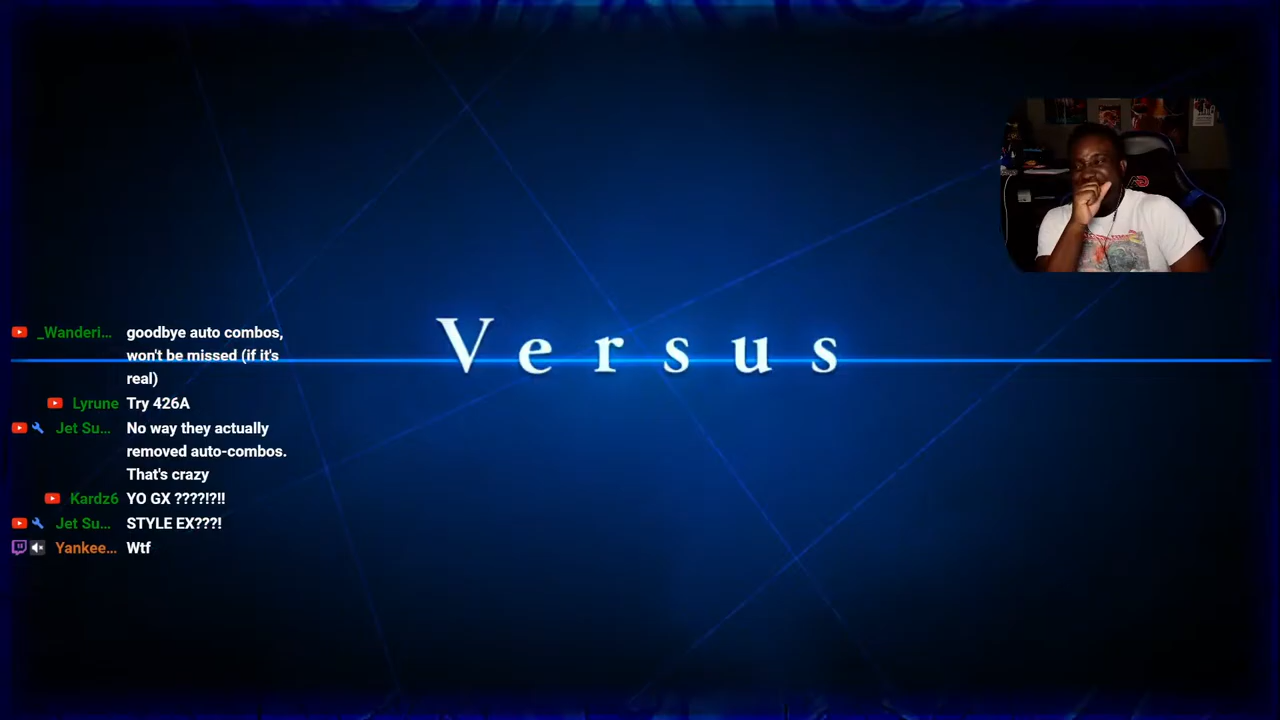 _Wanderi... goodbye auto combos,
won't be missed (if it's
real)
Lyrune Try 426A
Jet Su... No way they actually
removed auto-combos.
That's crazy
Kardz6 YO GX ????!?!!
Jet Su... STYLE EX???!
Yankee... Wtf
Versus